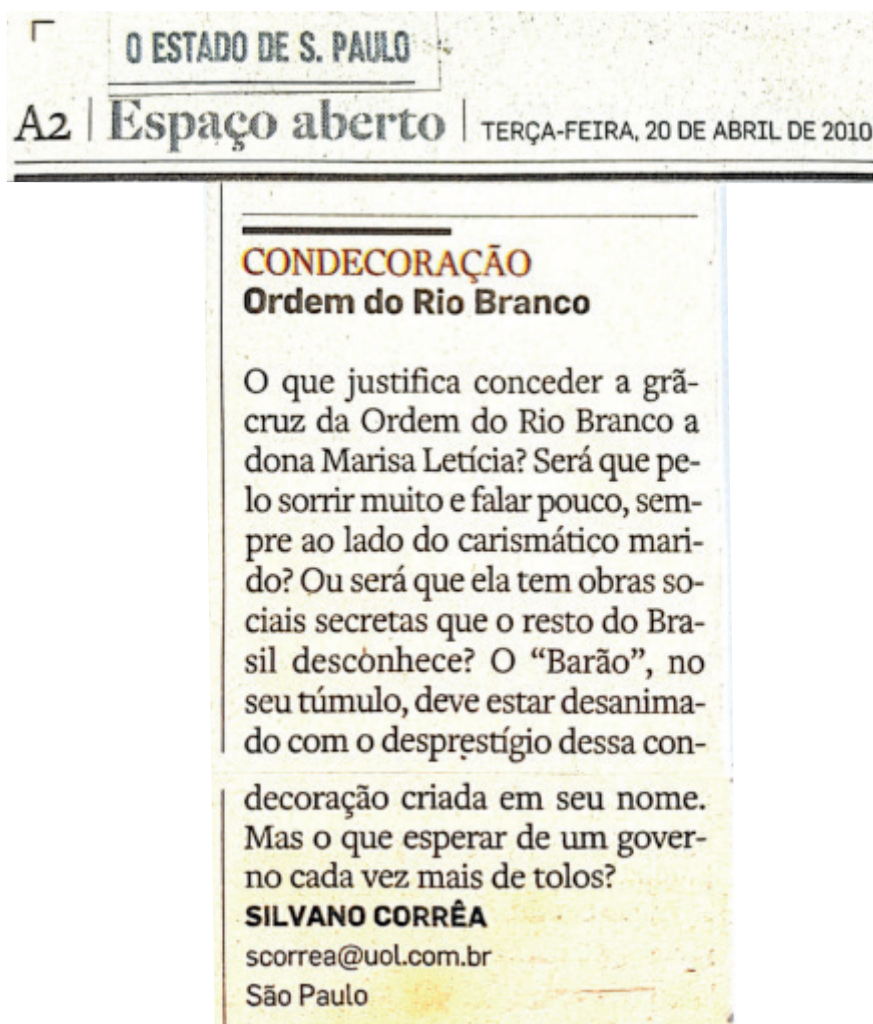 O ESTADO DE S. PAULO
A2 | Espaço aberto | TERÇA-FEIRA, 20 DE ABRIL DE 2010
CONDECORAÇÃO
Ordem do Rio Branco
O que justifica conceder a grã-
cruz da Ordem do Rio Branco a
dona Marisa Letícia? Será que pe-
lo sorrir muito e falar pouco, sem-
pre ao lado do carismático mari-
do? Ou será que ela tem obras so-
ciais secretas que o resto do Bra-
sil desconhece? O “Barão”, no
seu túmulo, deve estar desanima-
do com o desprestígio dessa con-
decoração criada em seu nome.
Mas o que esperar de um gover-
no cada vez mais de tolos?
SILVANO CORRÊA
scorrea@uol.com.br
São Paulo